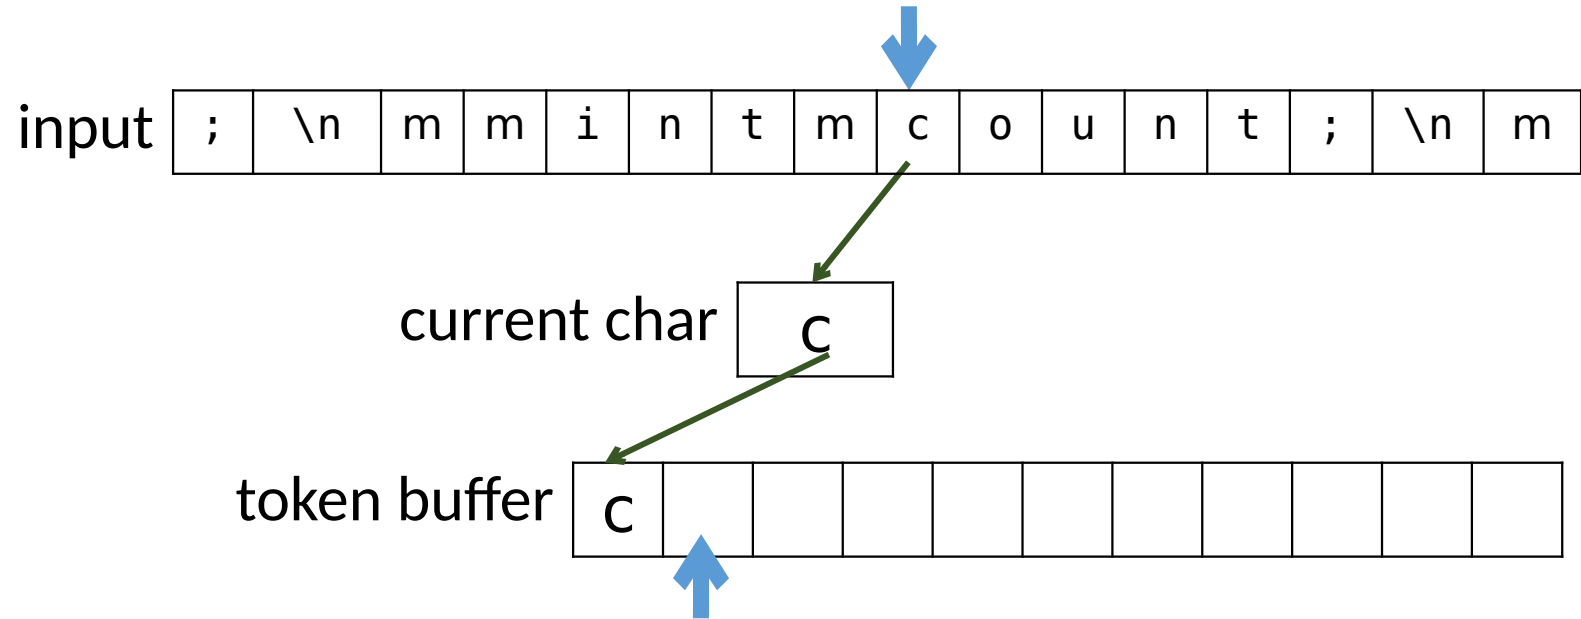 input ; \n m m i n t m c o u n t ; \n m
current char c
token buffer c